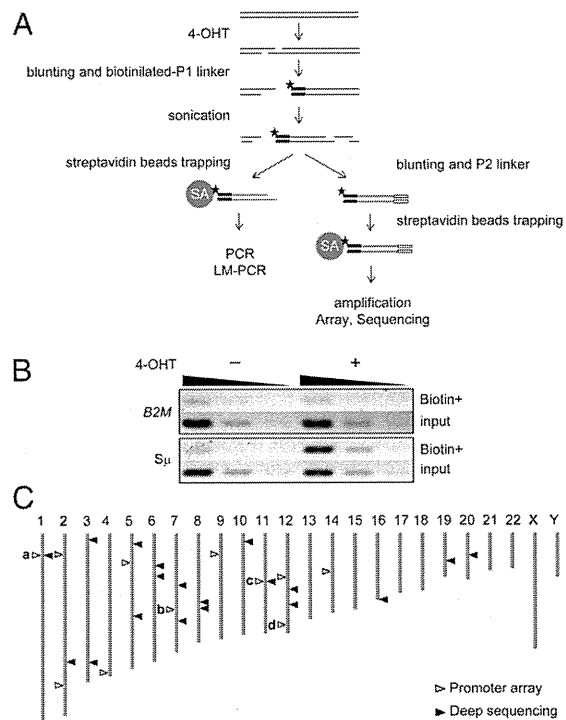 A
4-OHT
blunting and biotinilated-P1 linker
sonication
streptavidin beads trapping
blunting and P2 linker
SA
streptavidin beads trapping
SA
PCR
LM-PCR
amplification
Array, Sequencing
B
4-OHT − +
B2M
Biotin+
input
Sμ
Biotin+
input
C
1 2 3 4 5 6 7 8 9 10 11 12 13 14 15 16 17 18 19 20 21 22 X Y
a
c
b
d
Promoter array
Deep sequencing